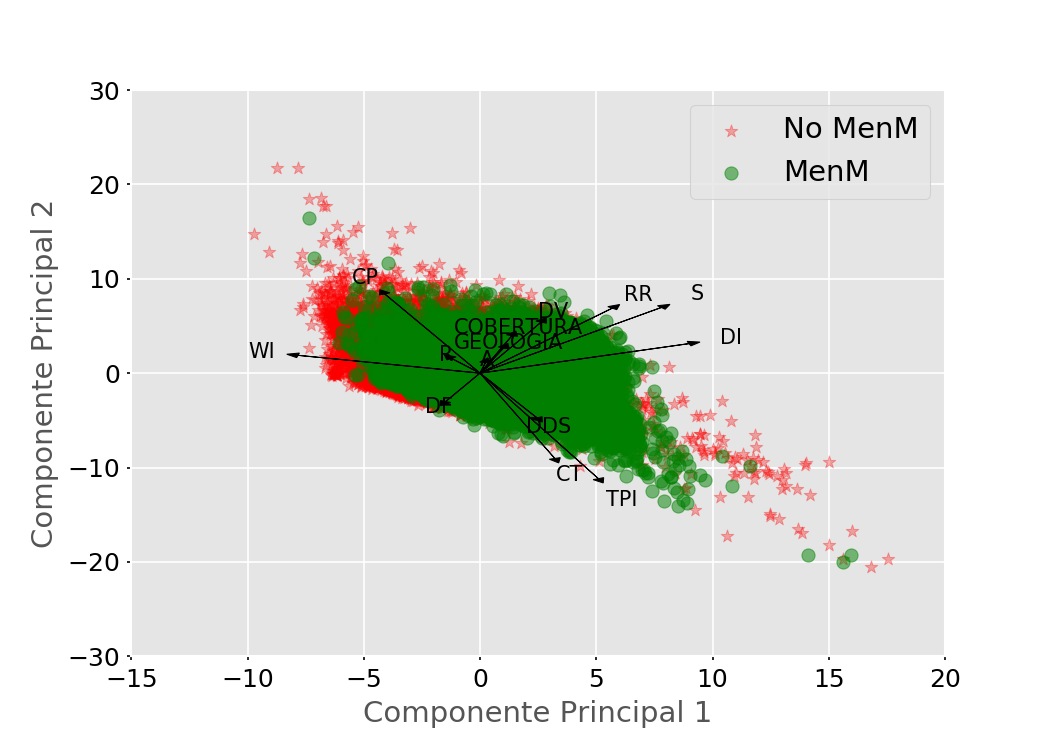 30
20
10
0
−10
−20
−30
−15
−10
−5
0
5
10
15
20
Componente Principal 2
Componente Principal 1
No MenM
MenM
CP
RR
S
DV
COBERTURA
DI
GEOLOGIA
WI
R
A
DF
DDS
CT
TPI